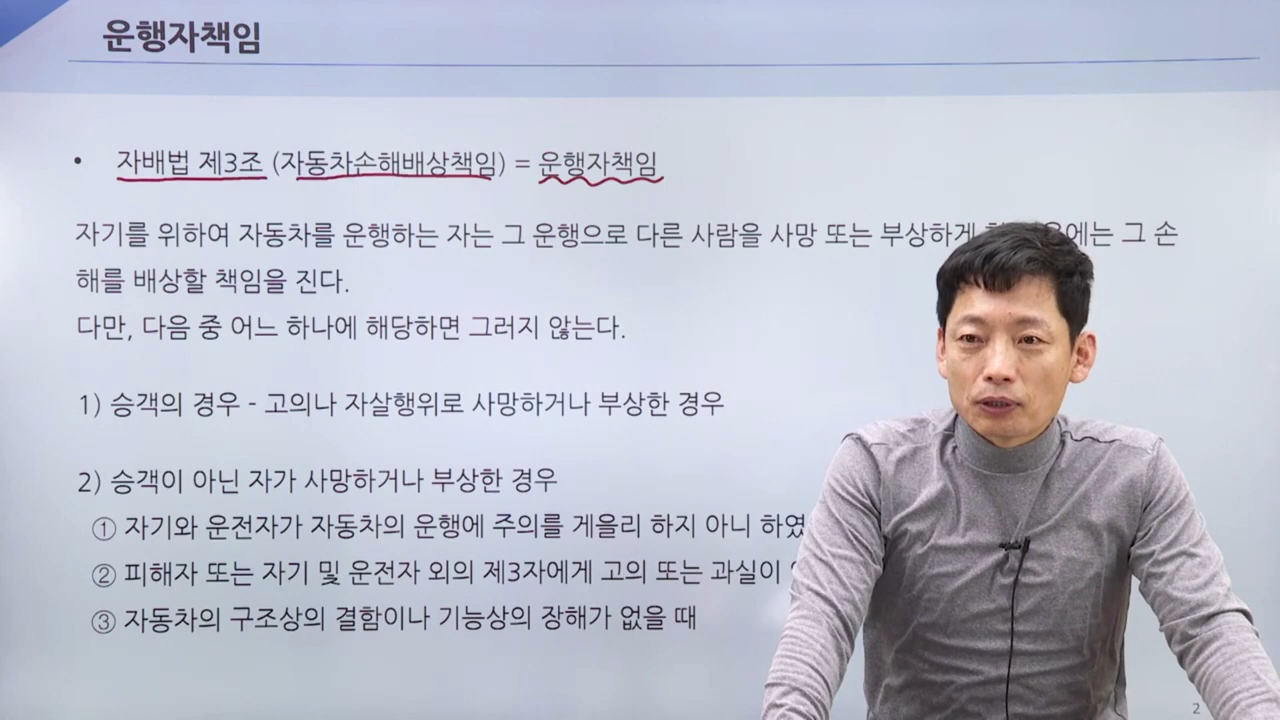 운행자책임
• 자배법 제3조 (자동차손해배상책임) = 운행자책임
자기를 위하여 자동차를 운행하는 자는 그 운행으로 다른 사람을 사망 또는 부상하게 에는 그 손
해를 배상할 책임을 진다.
다만, 다음 중 어느 하나에 해당하면 그러지 않는다.
1) 승객의 경우 - 고의나 자살행위로 사망하거나 부상한 경우
2) 승객이 아닌 자가 사망하거나 부상한 경우
① 자기와 운전자가 자동차의 운행에 주의를 게을리 하지 아니 하였
② 피해자 또는 자기 및 운전자 외의 제3자에게 고의 또는 과실이
③ 자동차의 구조상의 결함이나 기능상의 장해가 없을 때
2